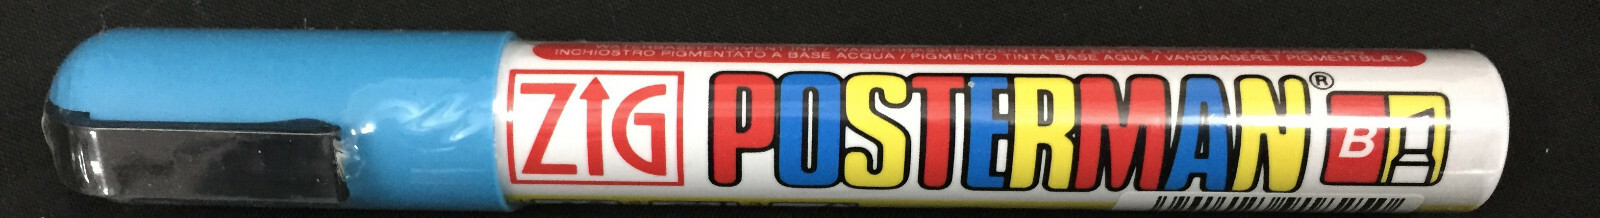 INCHIOSTRO PIGMENTATO A BASE ACQUA / PIGMENTO TINTA BASE AGUA / VANDBASERET PIGMENTBLÆK
ZIG POSTERMAN® B